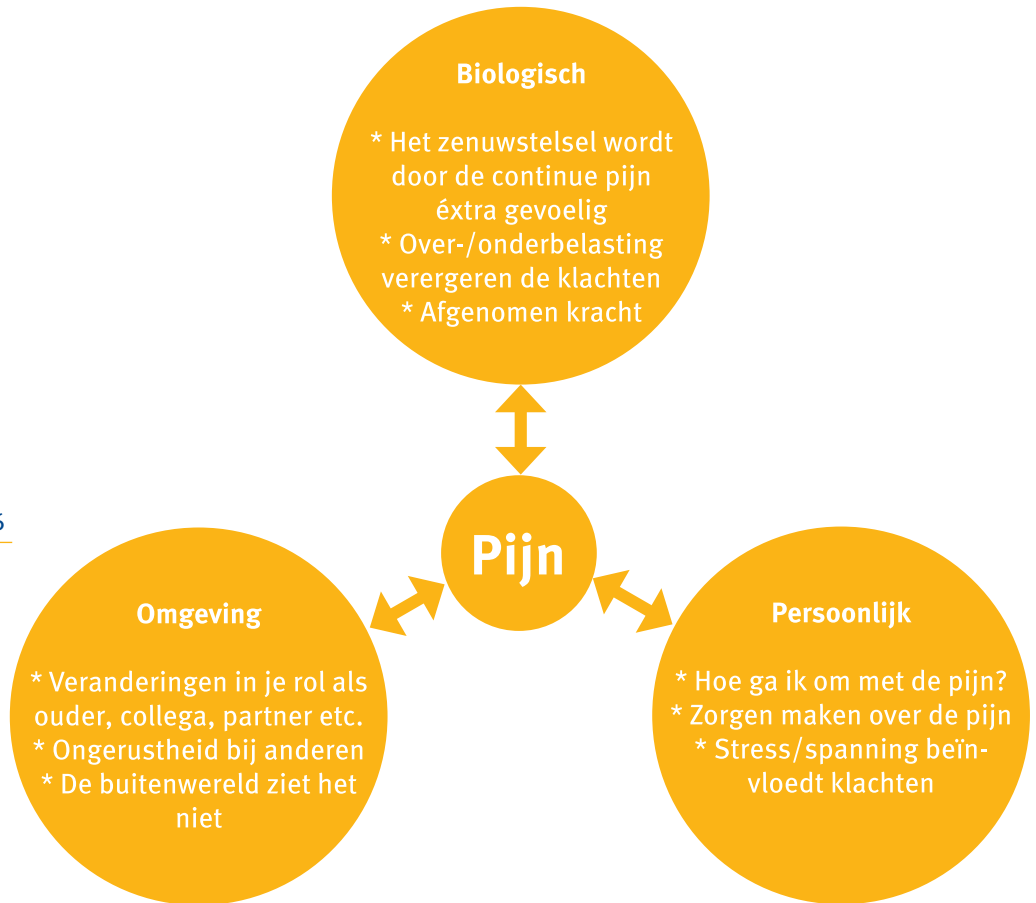 Biologisch
* Het zenuwstelsel wordt
door de continue pijn
éxtra gevoelig
* Over-/onderbelasting
verergeren de klachten
* Afgenomen kracht
Pijn
Omgeving
* Veranderingen in je rol als
ouder, collega, partner etc.
* Ongerustheid bij anderen
* De buitenwereld ziet het
niet
Persoonlijk
* Hoe ga ik om met de pijn?
* Zorgen maken over de pijn
* Stress/spanning beïn-
vloedt klachten